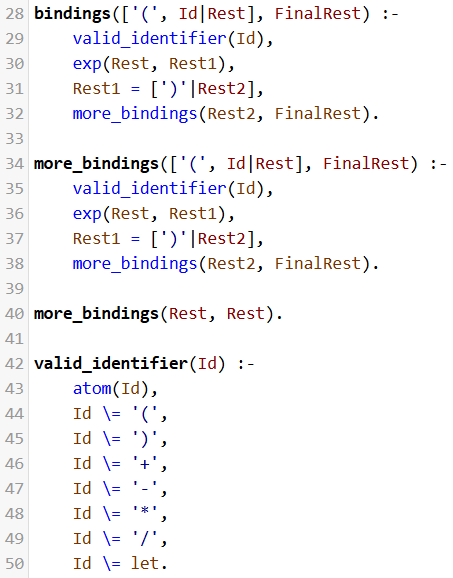 28 bindings(['(', Id|Rest], FinalRest) :-
29     valid_identifier(Id),
30     exp(Rest, Rest1),
31     Rest1 = [')'|Rest2],
32     more_bindings(Rest2, FinalRest).
33
34 more_bindings(['(', Id|Rest], FinalRest) :-
35     valid_identifier(Id),
36     exp(Rest, Rest1),
37     Rest1 = [')'|Rest2],
38     more_bindings(Rest2, FinalRest).
39
40 more_bindings(Rest, Rest).
41
42 valid_identifier(Id) :-
43     atom(Id),
44     Id \= '(',
45     Id \= ')',
46     Id \= '+',
47     Id \= '-',
48     Id \= '*',
49     Id \= '/',
50     Id \= let.